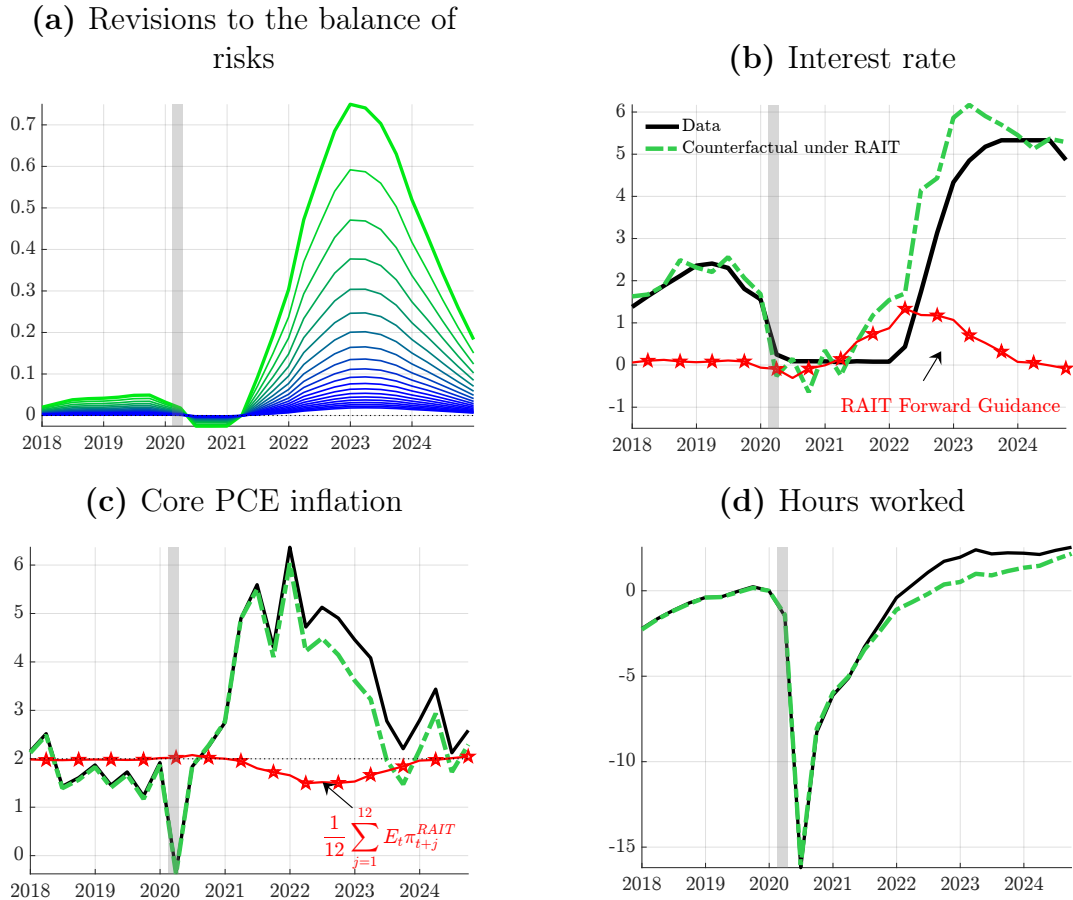 (a) Revisions to the balance of
risks
0.7
0.6
0.5
0.4
0.3
0.2
0.1
0
2018 2019 2020 2021 2022 2023 2024
(b) Interest rate
Data
Counterfactual under RAIT
6
5
4
3
2
1
0
-1
RAIT Forward Guidance
2018 2019 2020 2021 2022 2023 2024
(c) Core PCE inflation
6
5
4
3
2
1
0
$\frac{1}{12} \sum_{j=1}^{12} E_t \pi_{t+j}^{RAIT}$
2018 2019 2020 2021 2022 2023 2024
(d) Hours worked
0
-5
-10
-15
2018 2019 2020 2021 2022 2023 2024